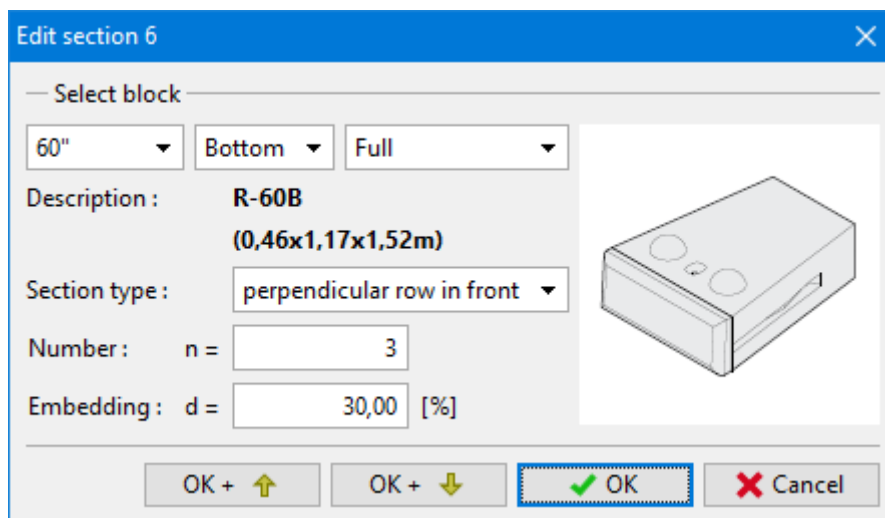 Edit section 6
Select block
60" Bottom Full
Description : R-60B
(0,46x1,17x1,52m)
Section type : perpendicular row in front
Number : n = 3
Embedding : d = 30,00 [%]
OK + OK + OK Cancel